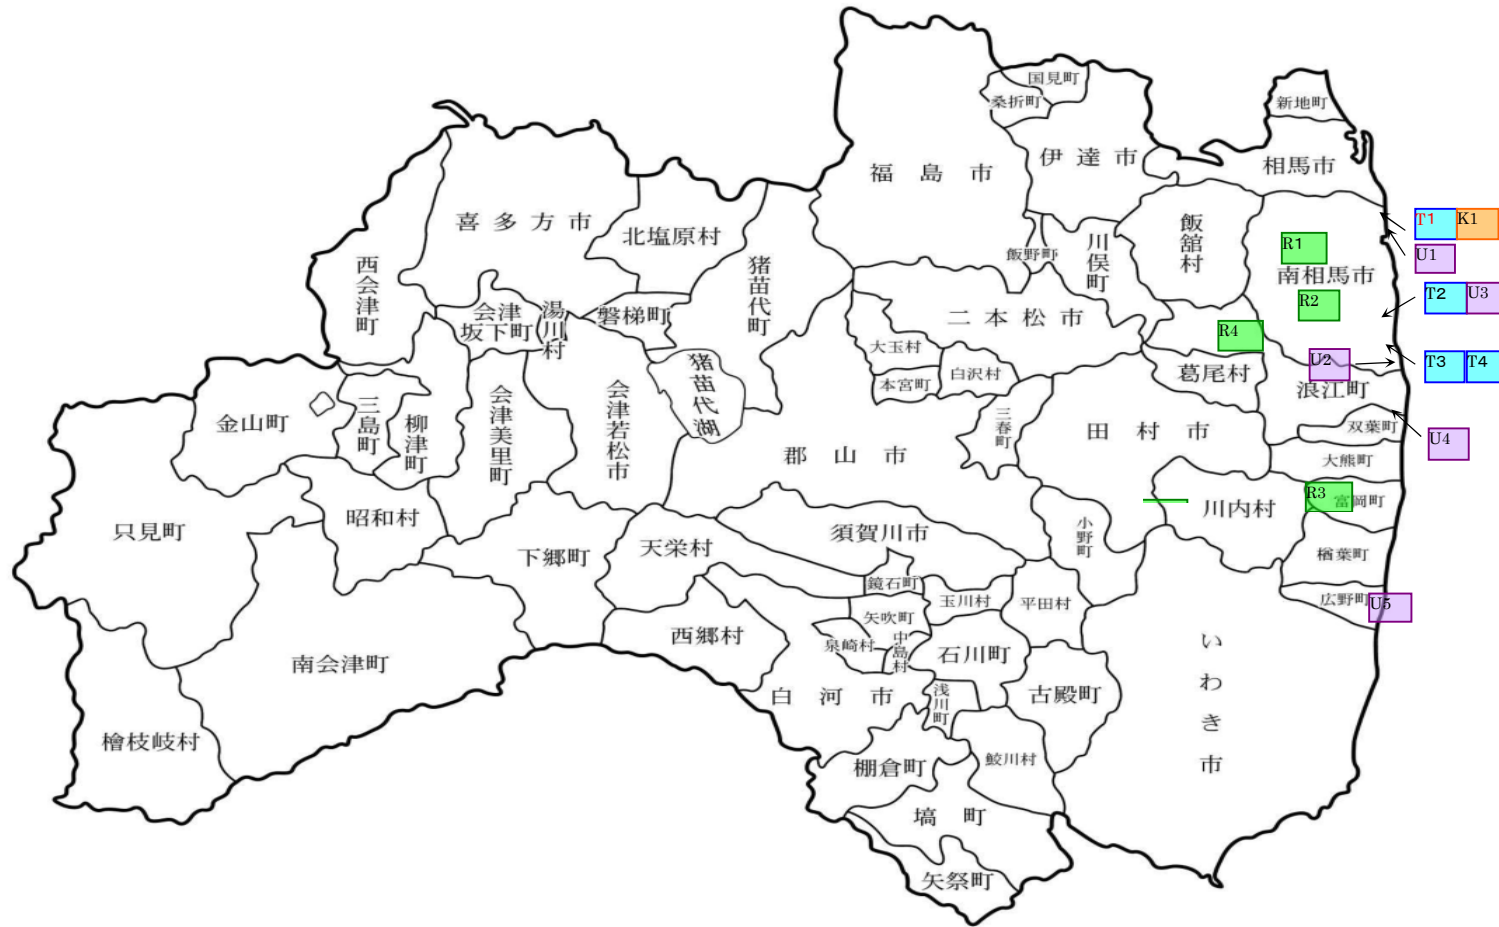 国見町
桑折町
新地町
伊達市
相馬市
福島市
T1 K1
喜多方市
北塩原村
飯舘村
R1
U1
飯野町
川俣町
南相馬市
西会津町
猪苗代町
T2 U3
R2
会津坂下町
湯川村
磐梯町
二本松市
R4
大玉村
U2
T3 T4
猪苗代湖
白沢村
葛尾村
本宮町
浪江町
金山町
三島町
柳津町
会津美里町
会津若松市
三春町
田村市
双葉町
U4
郡山市
大熊町
R3
富岡町
昭和村
川内村
只見町
須賀川市
小野町
下郷町
天栄村
楢葉町
鏡石町
玉川村
平田村
広野町
U5
矢吹町
西郷村
泉崎村
中島村
石川町
いわき市
南会津町
白河市
浅川町
古殿町
檜枝岐村
棚倉町
鮫川村
塙町
矢祭町